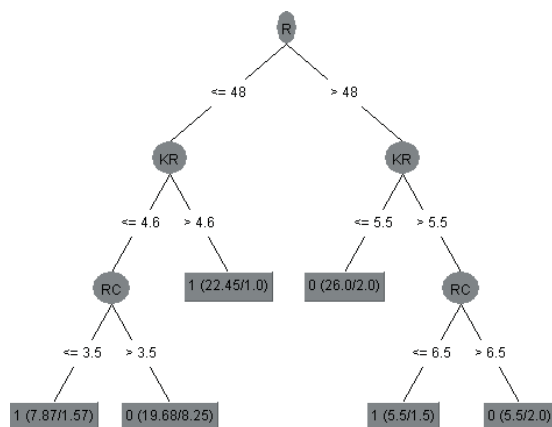 R
<= 48 > 48
KR KR
<= 4.6 > 4.6 <= 5.5 > 5.5
RC 1 (22.45/1.0) 0 (26.0/2.0) RC
<= 3.5 > 3.5 <= 6.5 > 6.5
1 (7.87/1.57) 0 (19.68/8.25) 1 (5.5/1.5) 0 (5.5/2.0)